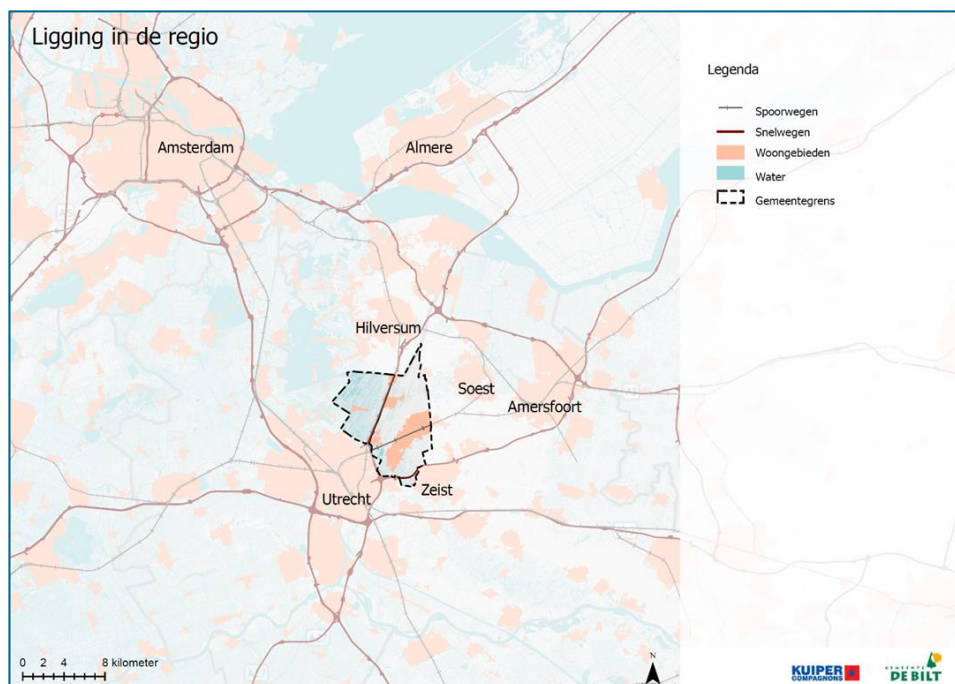 Ligging in de regio
Legenda
Spoorwegen
Snelwegen
Woongebieden
Water
Gemeentegrens
Amsterdam
Almere
Hilversum
Soest
Amersfoort
Utrecht
Zeist
0 2 4 8 kilometer
N
KUIPER
COMPAGNONS
GEMEENTE
DE BILT